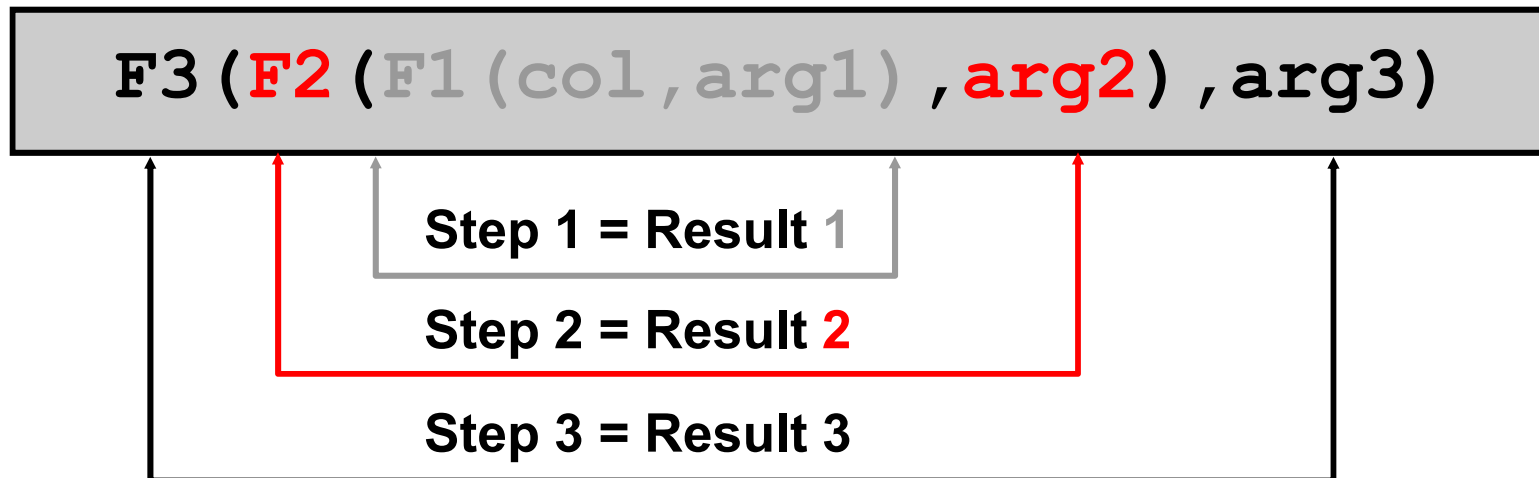 F3(F2(F1(col,arg1),arg2),arg3)
Step 1 = Result 1
Step 2 = Result 2
Step 3 = Result 3